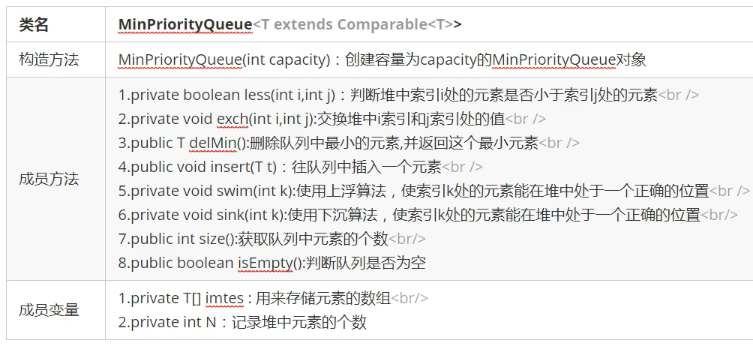 类名 MinPriorityQueue<T extends Comparable<T>>
构造方法 MinPriorityQueue(int capacity)：创建容量为capacity的MinPriorityQueue对象
1.private boolean less(int i,int j)：判断堆中索引i处的元素是否小于索引j处的元素<br />
2.private void exch(int i,int j):交换堆中i索引和j索引处的值<br />
3.public T delMin():删除队列中最小的元素,并返回这个最小元素<br />
4.public void insert(T t)：往队列中插入一个元素<br />
成员方法
5.private void swim(int k):使用上浮算法，使索引k处的元素能在堆中处于一个正确的位置<br />
6.private void sink(int k):使用下沉算法，使索引k处的元素能在堆中处于一个正确的位置<br/>
7.public int size():获取队列中元素的个数<br/>
8.public boolean isEmpty():判断队列是否为空
成员变量
1.private T[] imtes : 用来存储元素的数组<br/>
2.private int N：记录堆中元素的个数